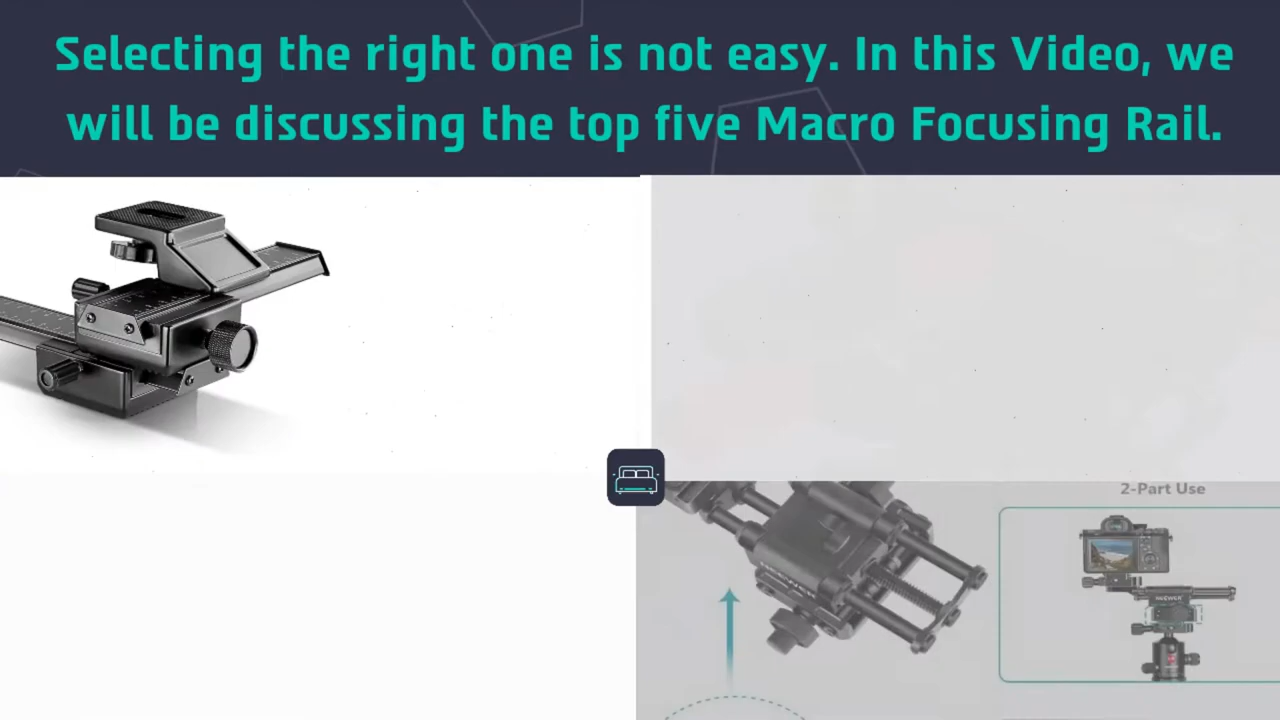 Selecting the right one is not easy. In this Video, we
will be discussing the top five Macro Focusing Rail.
2-Part Use
NEEWER
NEEWER